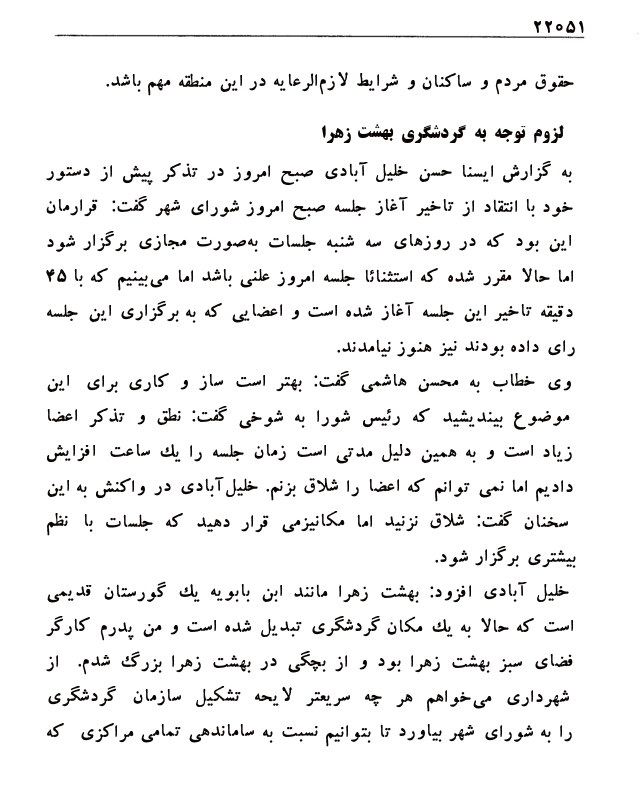 ۲۲۰۵۱
حقوق مردم و ساکنان و شرایط لازم‌الرعایه در این منطقه مهم باشد.
لزوم توجه به گردشگری بهشت زهرا
به گزارش ایسنا حسن خلیل آبادی صبح امروز در تذکر پیش از دستور
خود با انتقاد از تاخیر آغاز جلسه صبح امروز شورای شهر گفت: قرارمان
این بود که در روزهای سه شنبه جلسات به‌صورت مجازی برگزار شود
اما حالا مقرر شده که استثنائا جلسه امروز علنی باشد اما می‌بینیم که با ۴۵
دقیقه تاخیر این جلسه آغاز شده است و اعضایی که به برگزاری این جلسه
رای داده بودند نیز هنوز نیامدند.
وی خطاب به محسن هاشمی گفت: بهتر است ساز و کاری برای این
موضوع بیندیشید که رئیس شورا به شوخی گفت: نطق و تذکر اعضا
زیاد است و به همین دلیل مدتی است زمان جلسه را یك ساعت افزایش
دادیم اما نمی توانم که اعضا را شلاق بزنم. خلیل‌آبادی در واکنش به این
سخنان گفت: شلاق نزنید اما مکانیزمی قرار دهید که جلسات با نظم
بیشتری برگزار شود.
خلیل آبادی افزود: بهشت زهرا مانند ابن بابویه یك گورستان قدیمی
است که حالا به یك مکان گردشگری تبدیل شده است و من پدرم کارگر
فضای سبز بهشت زهرا بود و از بچگی در بهشت زهرا بزرگ شدم. از
شهرداری می‌خواهم هر چه سریعتر لایحه تشکیل سازمان گردشگری
را به شورای شهر بیاورد تا بتوانیم نسبت به ساماندهی تمامی مراکزی که